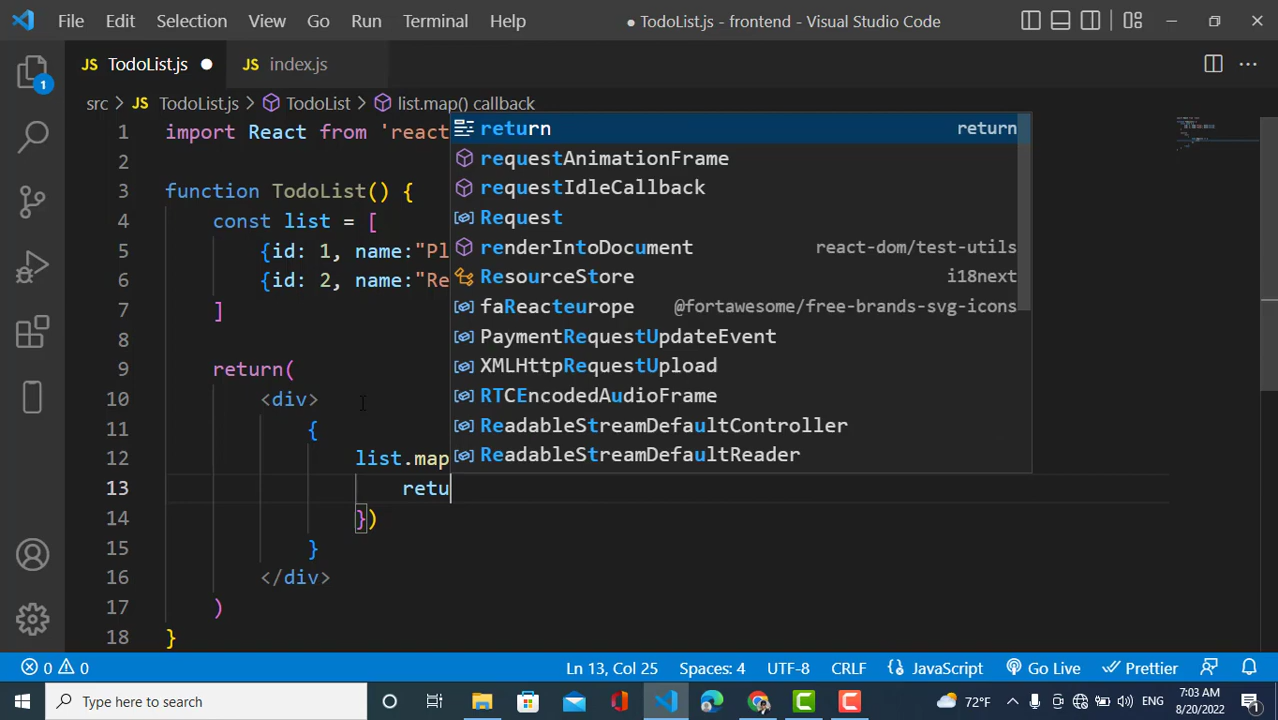 File Edit Selection View Go Run Terminal Help ● TodoList.js - frontend - Visual Studio Code
JS TodoList.js ● JS index.js
src > JS TodoList.js > TodoList > list.map() callback
1 import React from 'react
2
3 function TodoList() {
4 const list = [
5 {id: 1, name:"Pl
6 {id: 2, name:"Re
7 ]
8
9 return(
10 <div>
11 {
12 list.map
13 retu
14 })
15 }
16 </div>
17 )
18 }
return return
requestAnimationFrame
requestIdleCallback
Request
renderIntoDocument react-dom/test-utils
ResourceStore i18next
faReacteurope @fortawesome/free-brands-svg-icons
PaymentRequestUpdateEvent
XMLHttpRequestUpload
RTCEncodedAudioFrame
ReadableStreamDefaultController
ReadableStreamDefaultReader
1
0 0 Ln 13, Col 25 Spaces: 4 UTF-8 CRLF JavaScript Go Live Prettier
Type here to search 72°F ENG 7:03 AM
8/20/2022 1